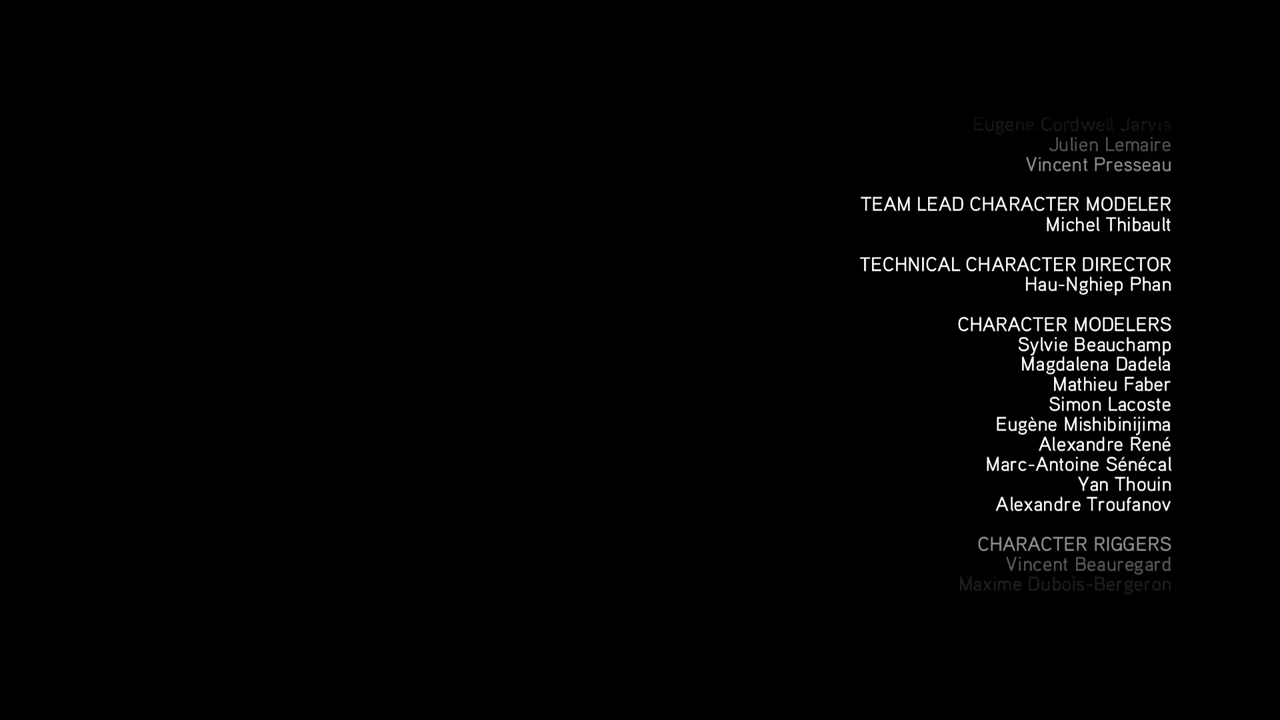 Eugene Cordwell Jarvis
Julien Lemaire
Vincent Presseau
TEAM LEAD CHARACTER MODELER
Michel Thibault
TECHNICAL CHARACTER DIRECTOR
Hau-Nghiep Phan
CHARACTER MODELERS
Sylvie Beauchamp
Magdalena Dadela
Mathieu Faber
Simon Lacoste
Eugène Mishibinijima
Alexandre René
Marc-Antoine Sénécal
Yan Thouin
Alexandre Troufanov
CHARACTER RIGGERS
Vincent Beauregard
Maxime Dubois-Bergeron